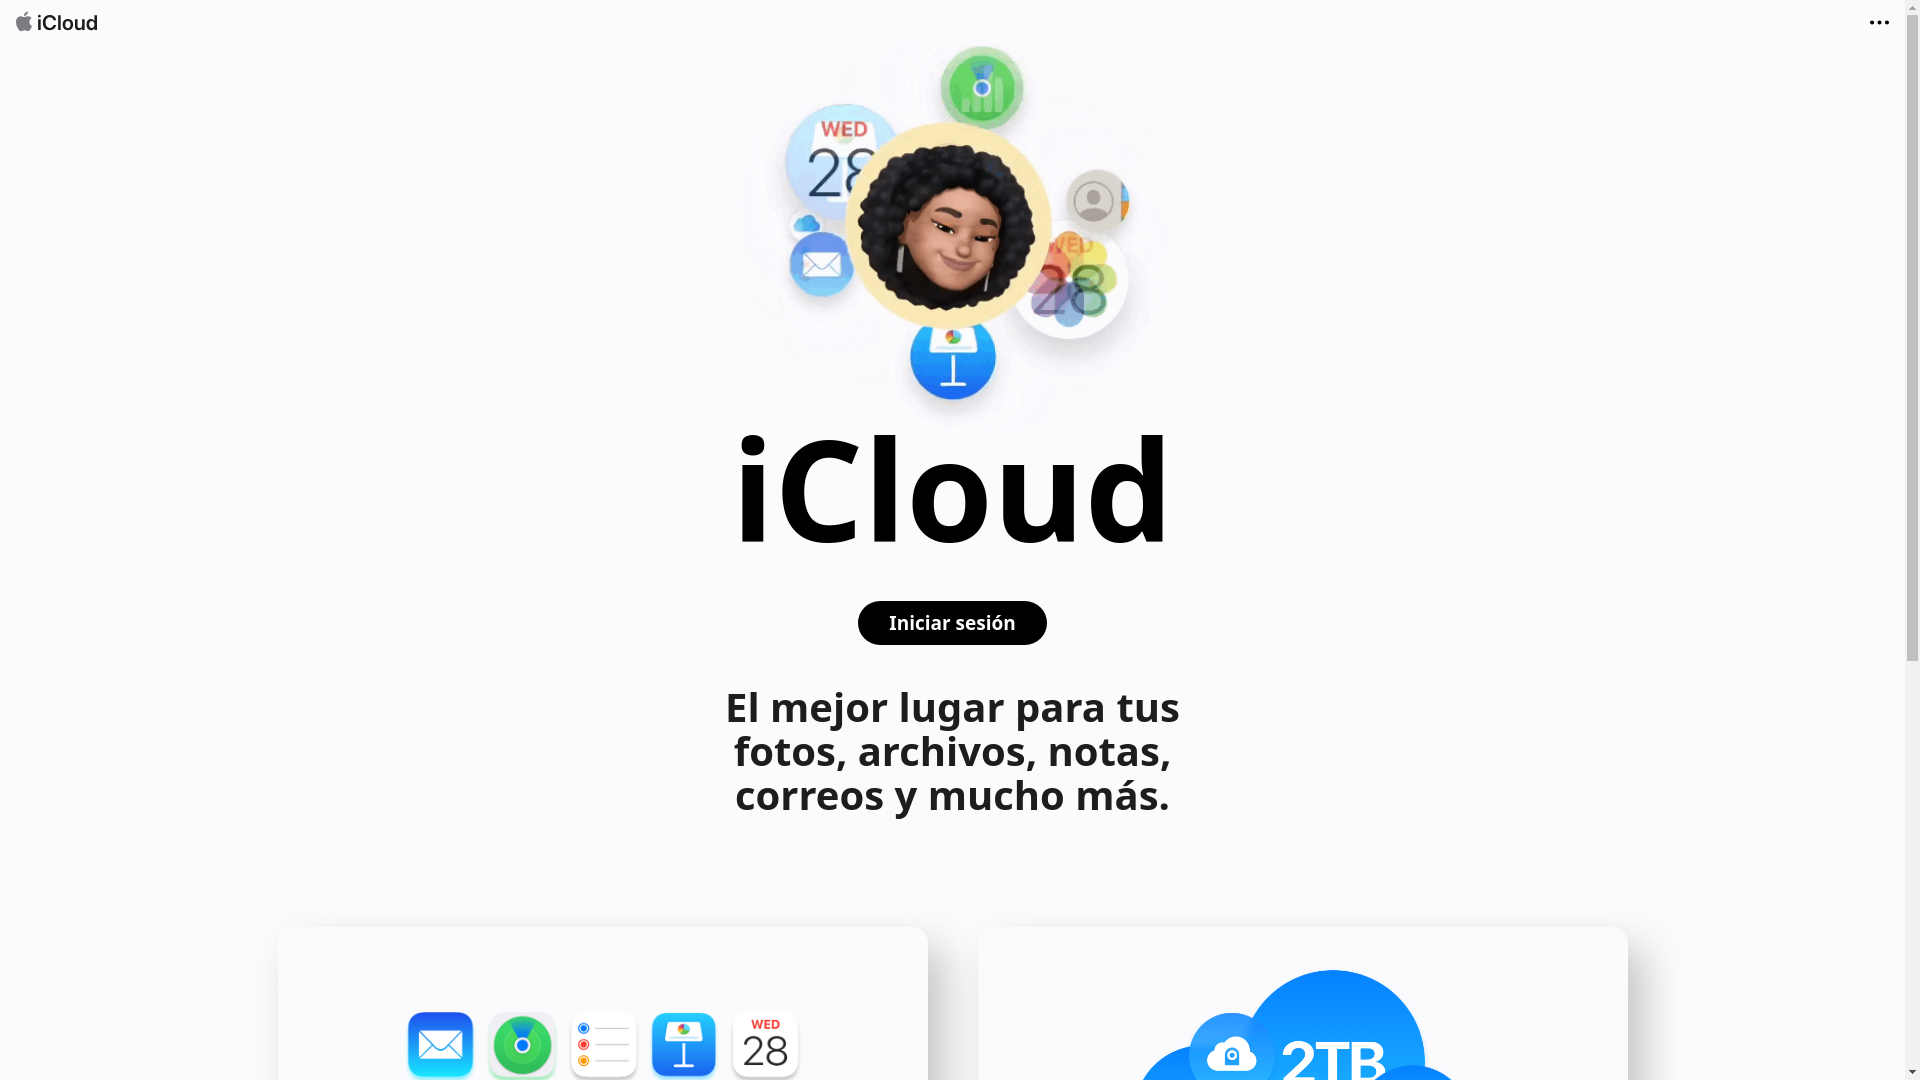 iCloud
WED
28
WED
28
iCloud
Iniciar sesión
El mejor lugar para tus
fotos, archivos, notas,
correos y mucho más.
WED
28
2TB